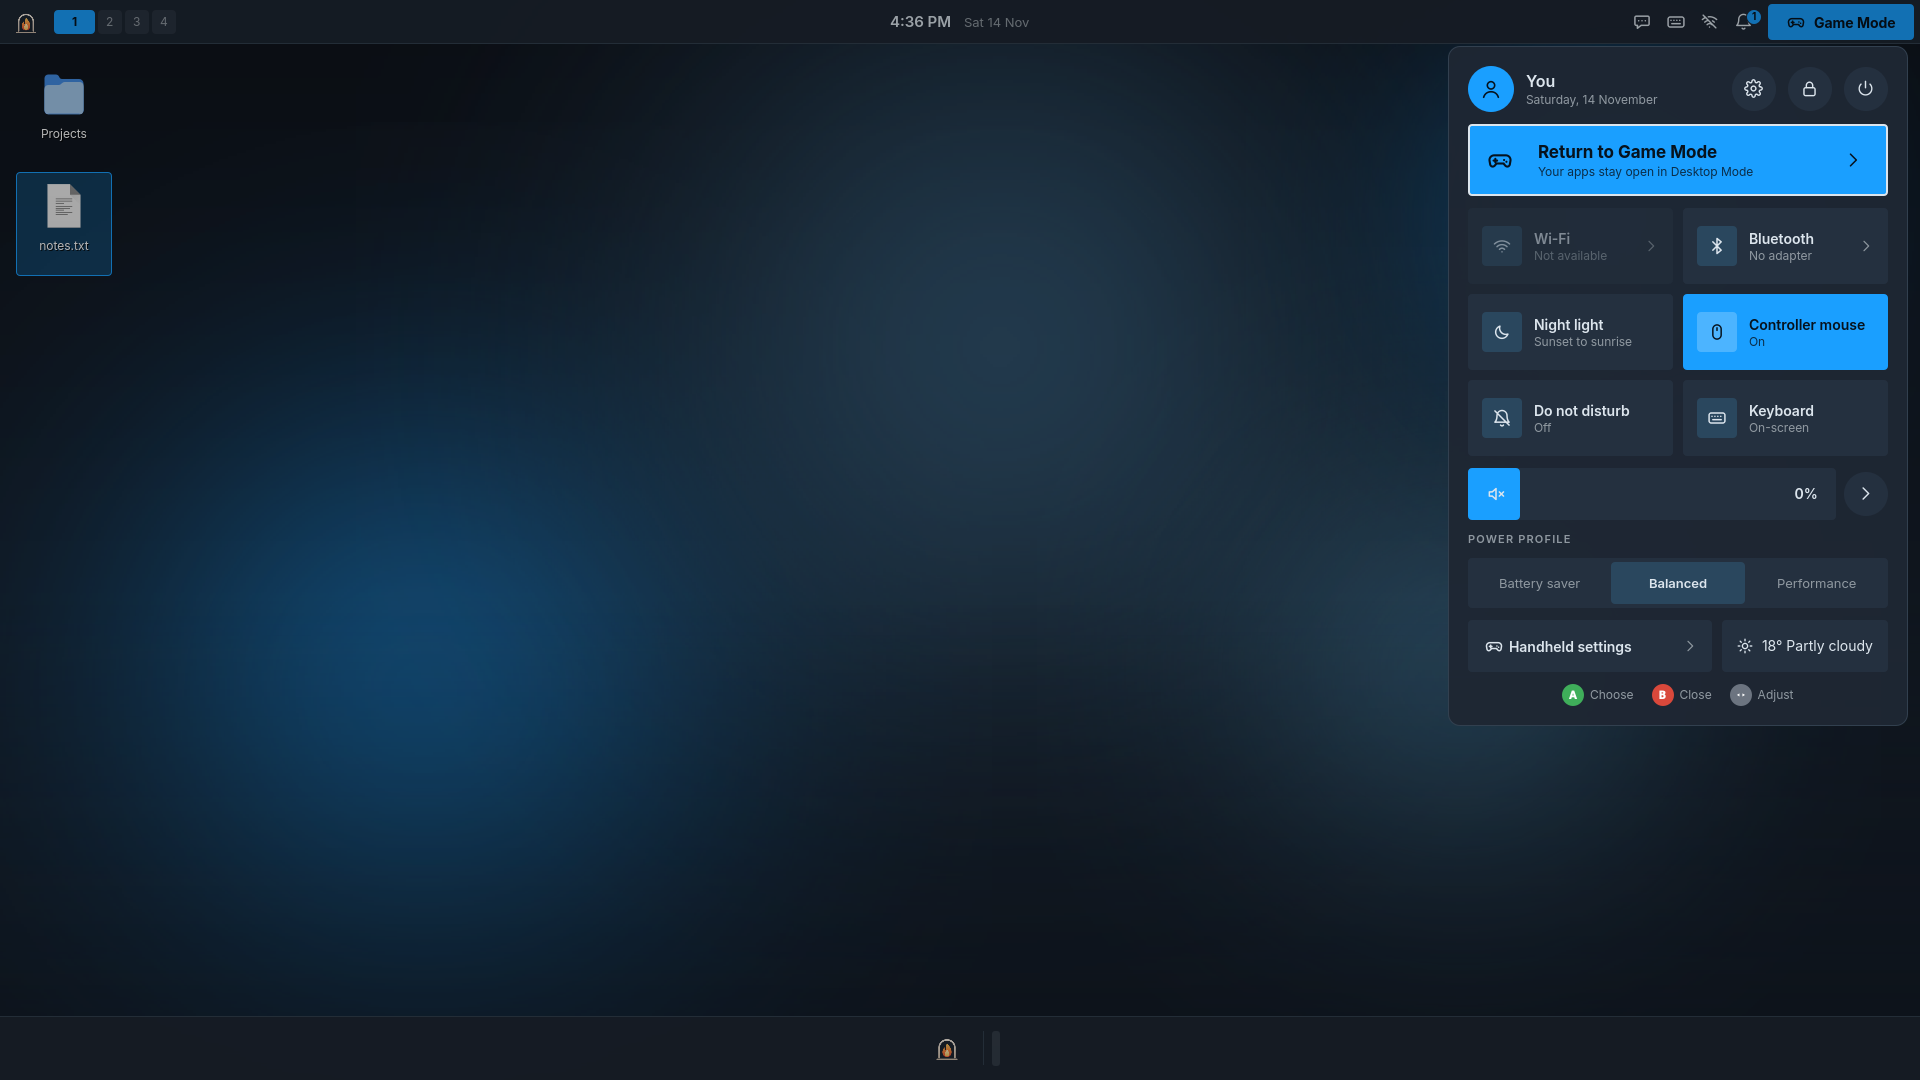 1 2 3 4
4:36 PM Sat 14 Nov
1
Game Mode
Projects
notes.txt
You
Saturday, 14 November
Return to Game Mode
Your apps stay open in Desktop Mode
Wi-Fi
Not available
Bluetooth
No adapter
Night light
Sunset to sunrise
Controller mouse
On
Do not disturb
Off
Keyboard
On-screen
0%
POWER PROFILE
Battery saver Balanced Performance
Handheld settings
18° Partly cloudy
A Choose B Close Adjust